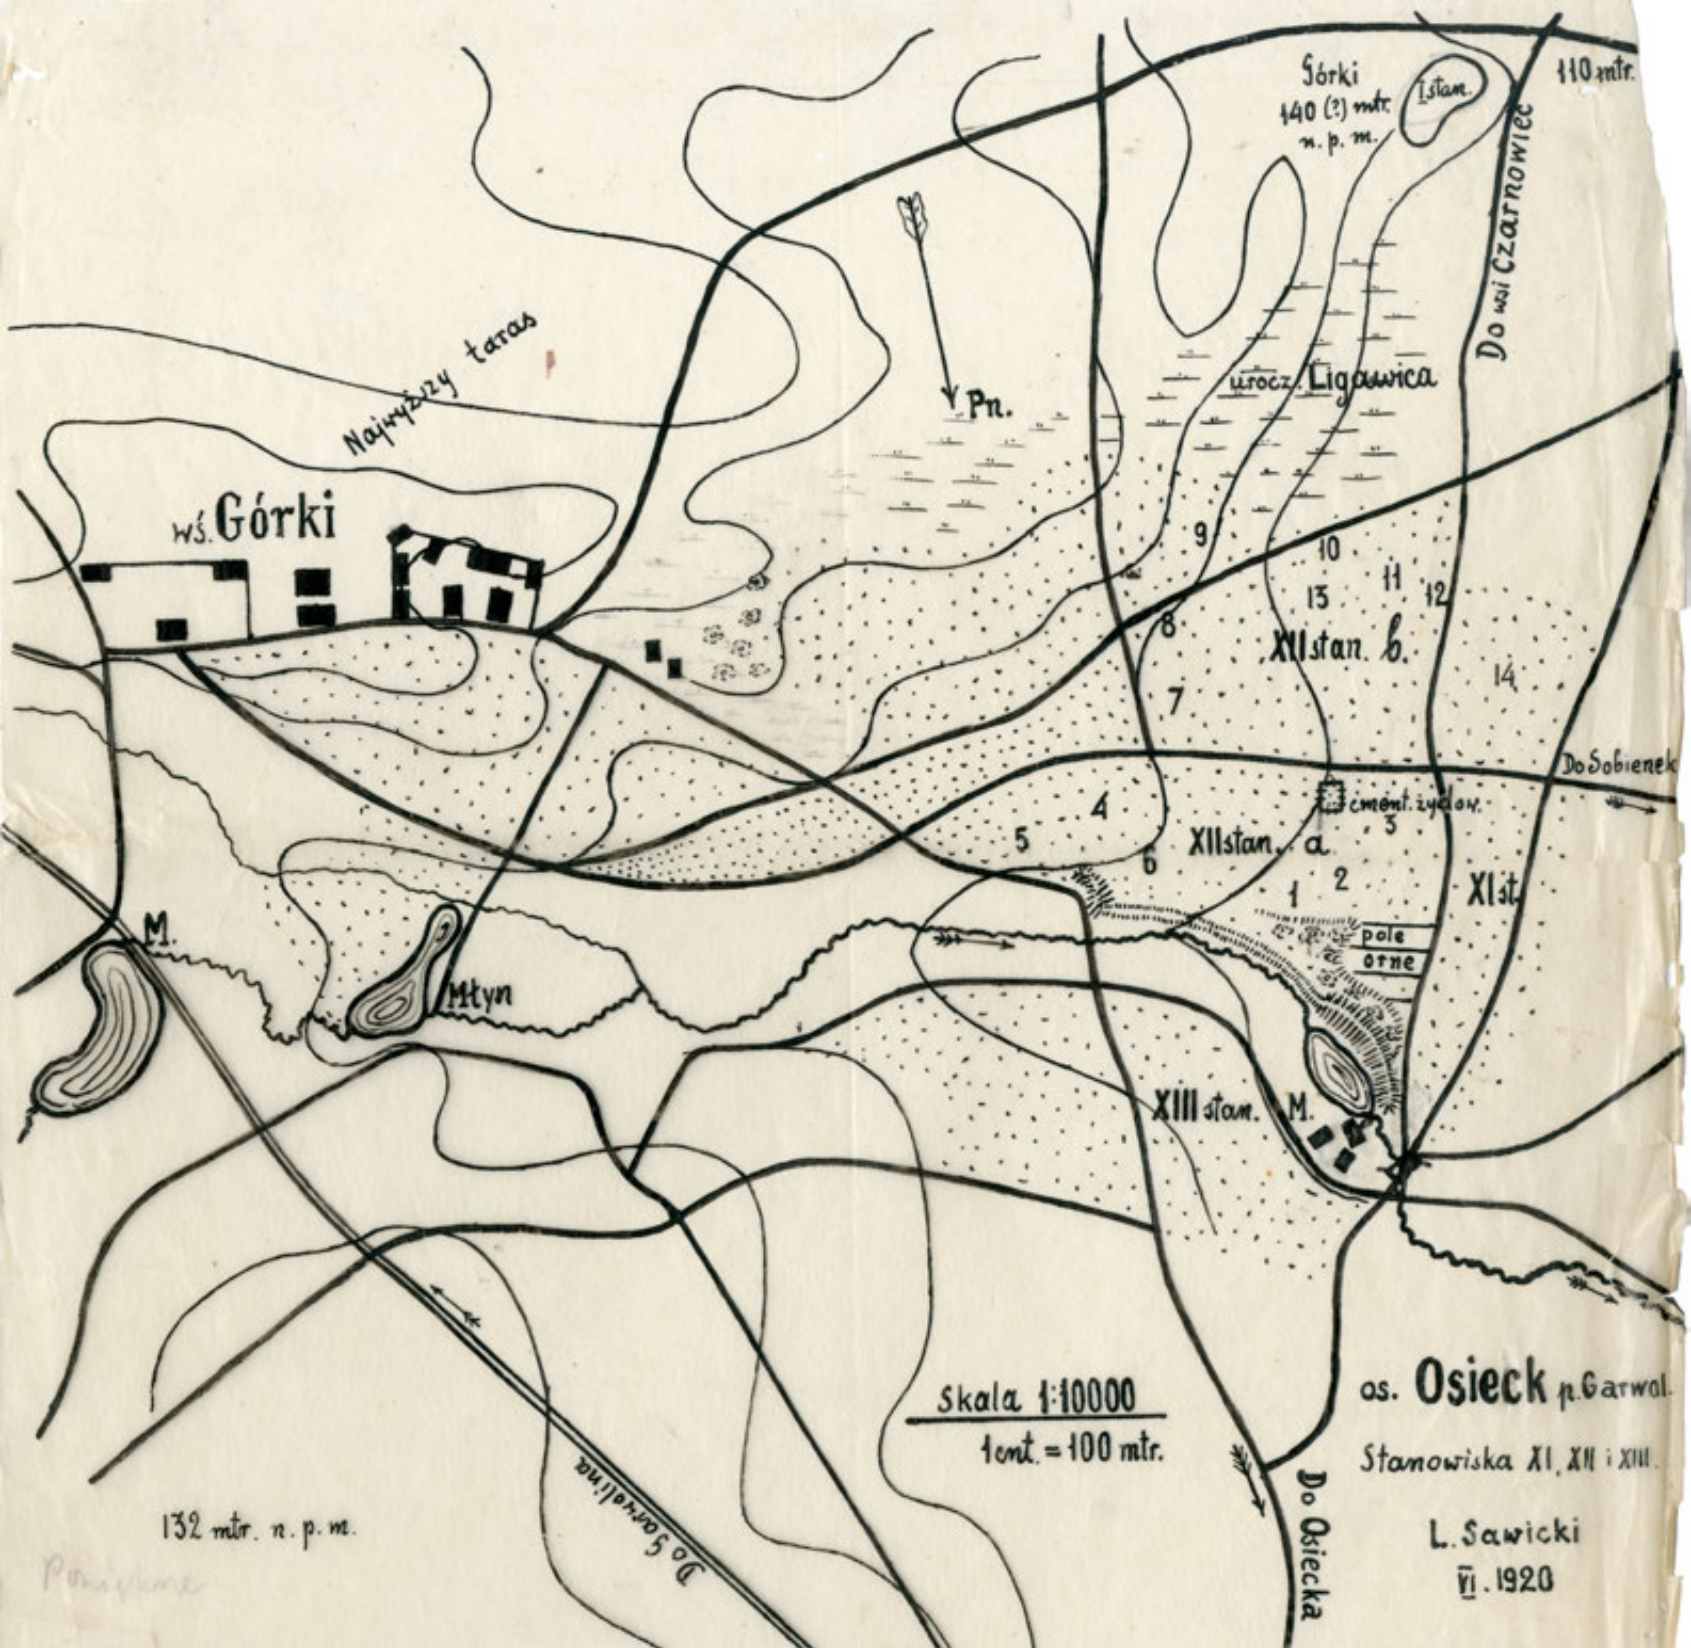 Górki
140 (?) mtr.
n. p. m.
I stan.
110 mtr.
Do wsi Czarnowiec
Najwyższy taras
Pn.
urocz. Ligawica
wś. Górki
9
10
11
12
13
8
XII stan. b.
14
7
Do Sobienek
cment. żydow.
4
3
5
XII stan. a
6
2
1
XI st.
pole
orne
M.
Młyn
XIII stan.
M.
Skala 1:10000
1 cnt. = 100 mtr.
os. Osieck p. Garwol.
Stanowiska XI, XII i XIII.
L. Sawicki
VI. 1920
Do Garwolina
Do Osiecka
132 mtr. n. p. m.